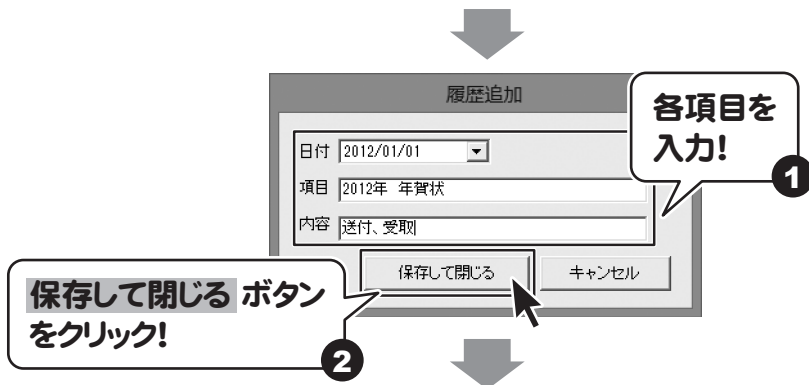 履歴追加
各項目を
入力!
1
日付 2012/01/01
項目 2012年 年賀状
内容 送付、受取
保存して閉じる キャンセル
保存して閉じる ボタン
をクリック!
2